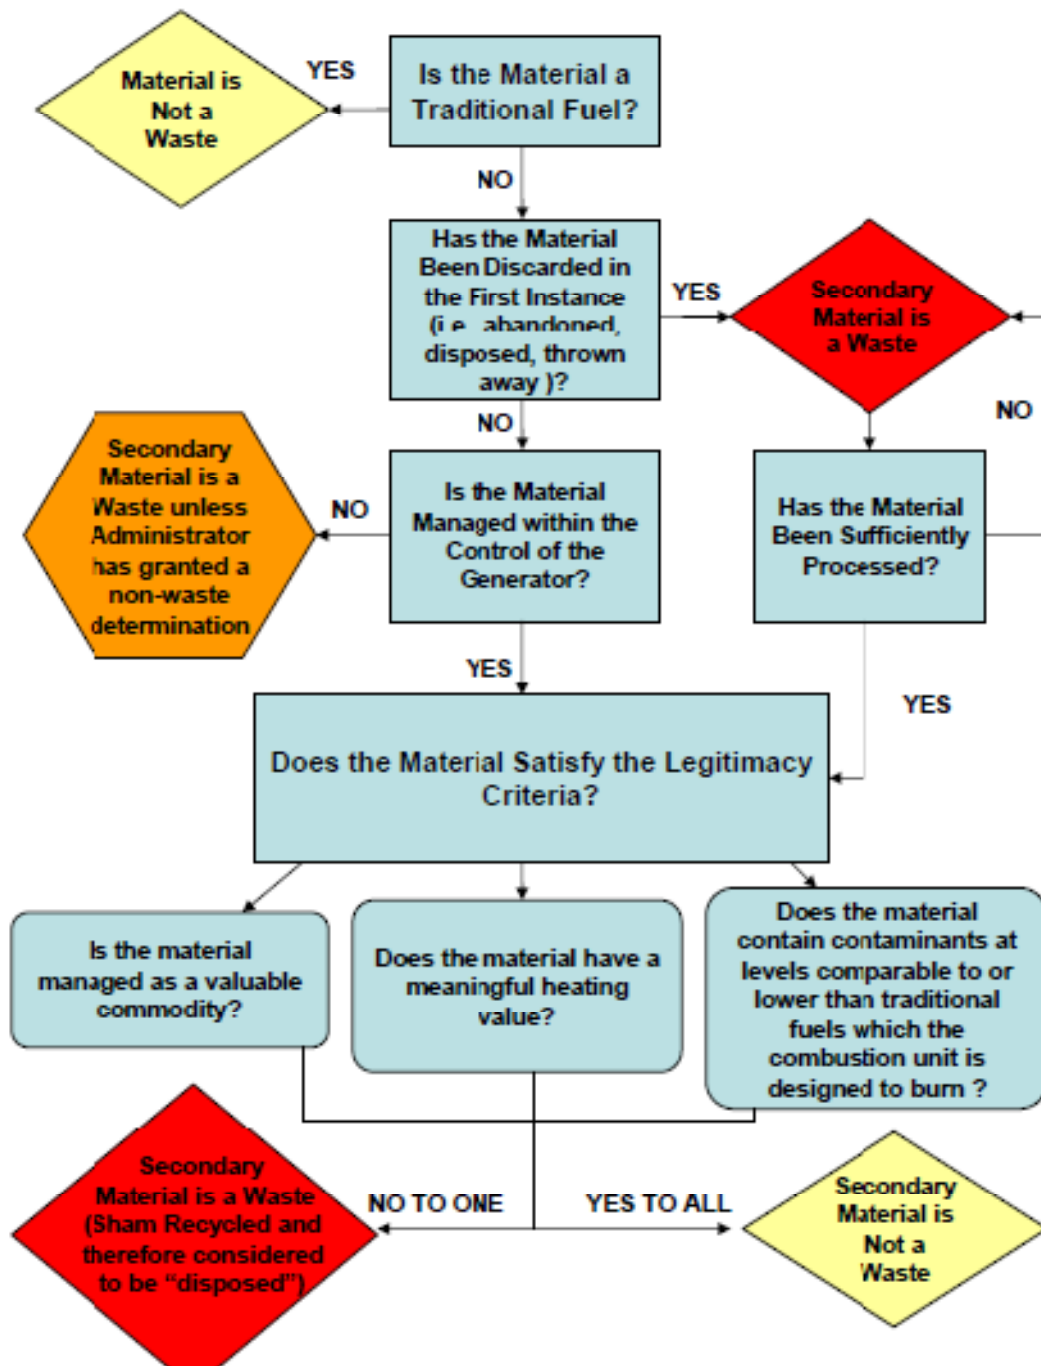 Material is
Not a
Waste
YES
Is the Material a
Traditional Fuel?
NO
Has the Material
Been Discarded in
the First Instance
(i.e. abandoned,
disposed, thrown
away )?
YES
Secondary
Material is
a Waste
NO
NO
Secondary
Material is a
Waste unless
Administrator
has granted a
non-waste
determination
NO
Is the Material
Managed within the
Control of the
Generator?
Has the Material
Been Sufficiently
Processed?
YES
YES
Does the Material Satisfy the Legitimacy
Criteria?
Is the material
managed as a valuable
commodity?
Does the material have a
meaningful heating
value?
Does the material
contain contaminants at
levels comparable to or
lower than traditional
fuels which the
combustion unit is
designed to burn ?
Secondary
Material is a Waste
(Sham Recycled and
therefore considered
to be “disposed”)
NO TO ONE
YES TO ALL
Secondary
Material is
Not a
Waste